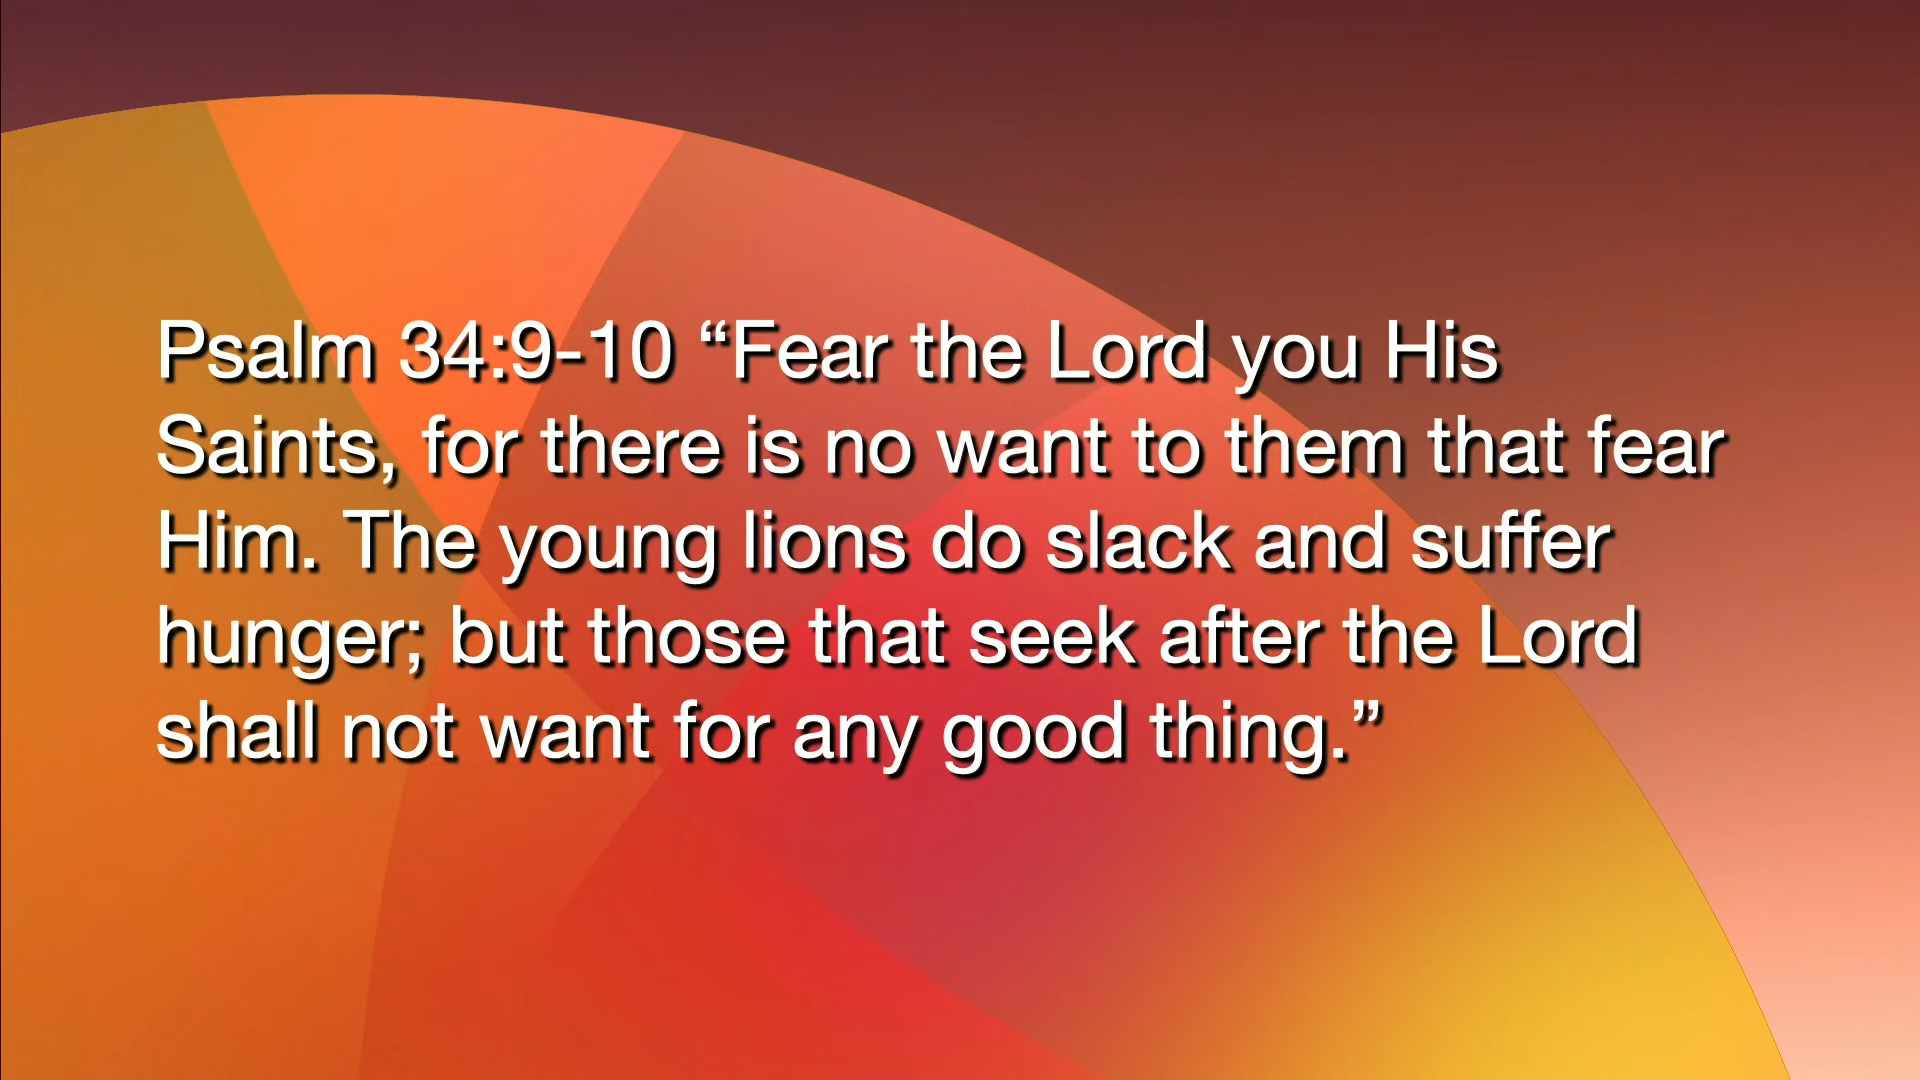 Psalm 34:9-10 “Fear the Lord you His
Saints, for there is no want to them that fear
Him. The young lions do slack and suffer
hunger; but those that seek after the Lord
shall not want for any good thing.”